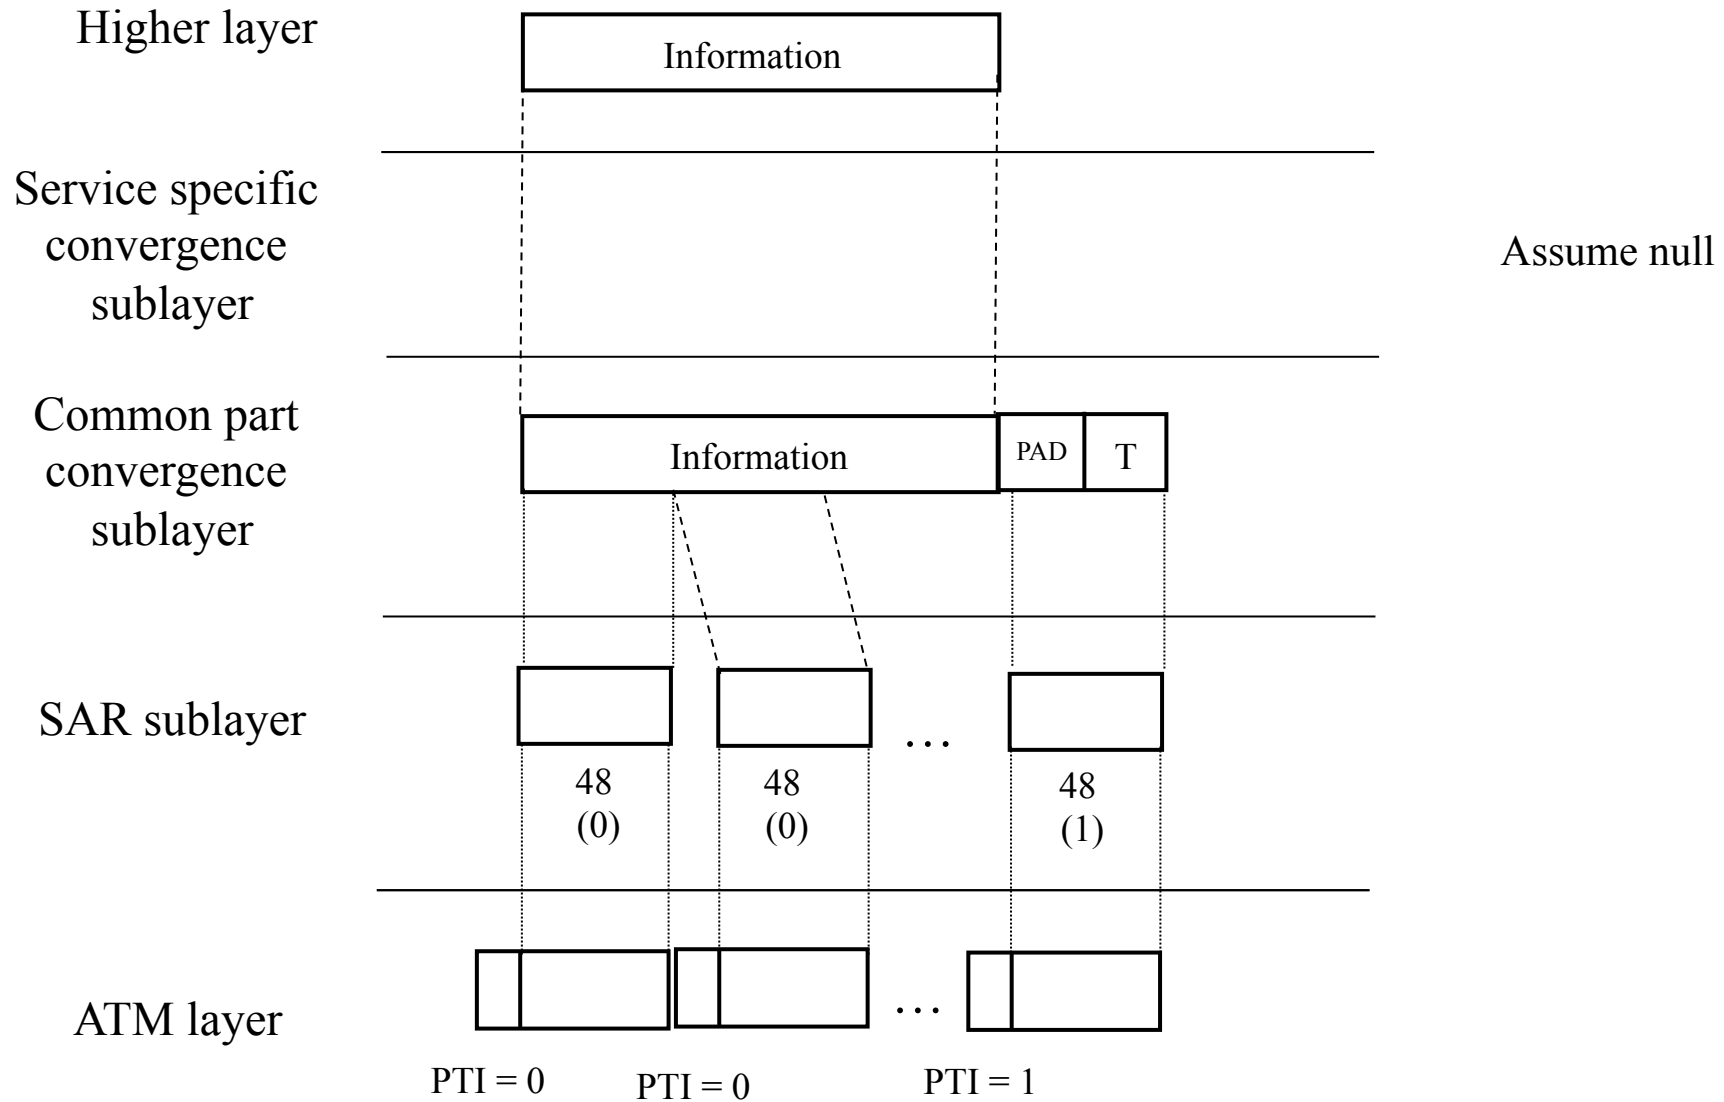 Higher layer
Information
Service specific
convergence
sublayer
Assume null
Common part
convergence
sublayer
Information
PAD
T
SAR sublayer
...
48
(0)
48
(0)
48
(1)
ATM layer
...
PTI = 0
PTI = 0
PTI = 1